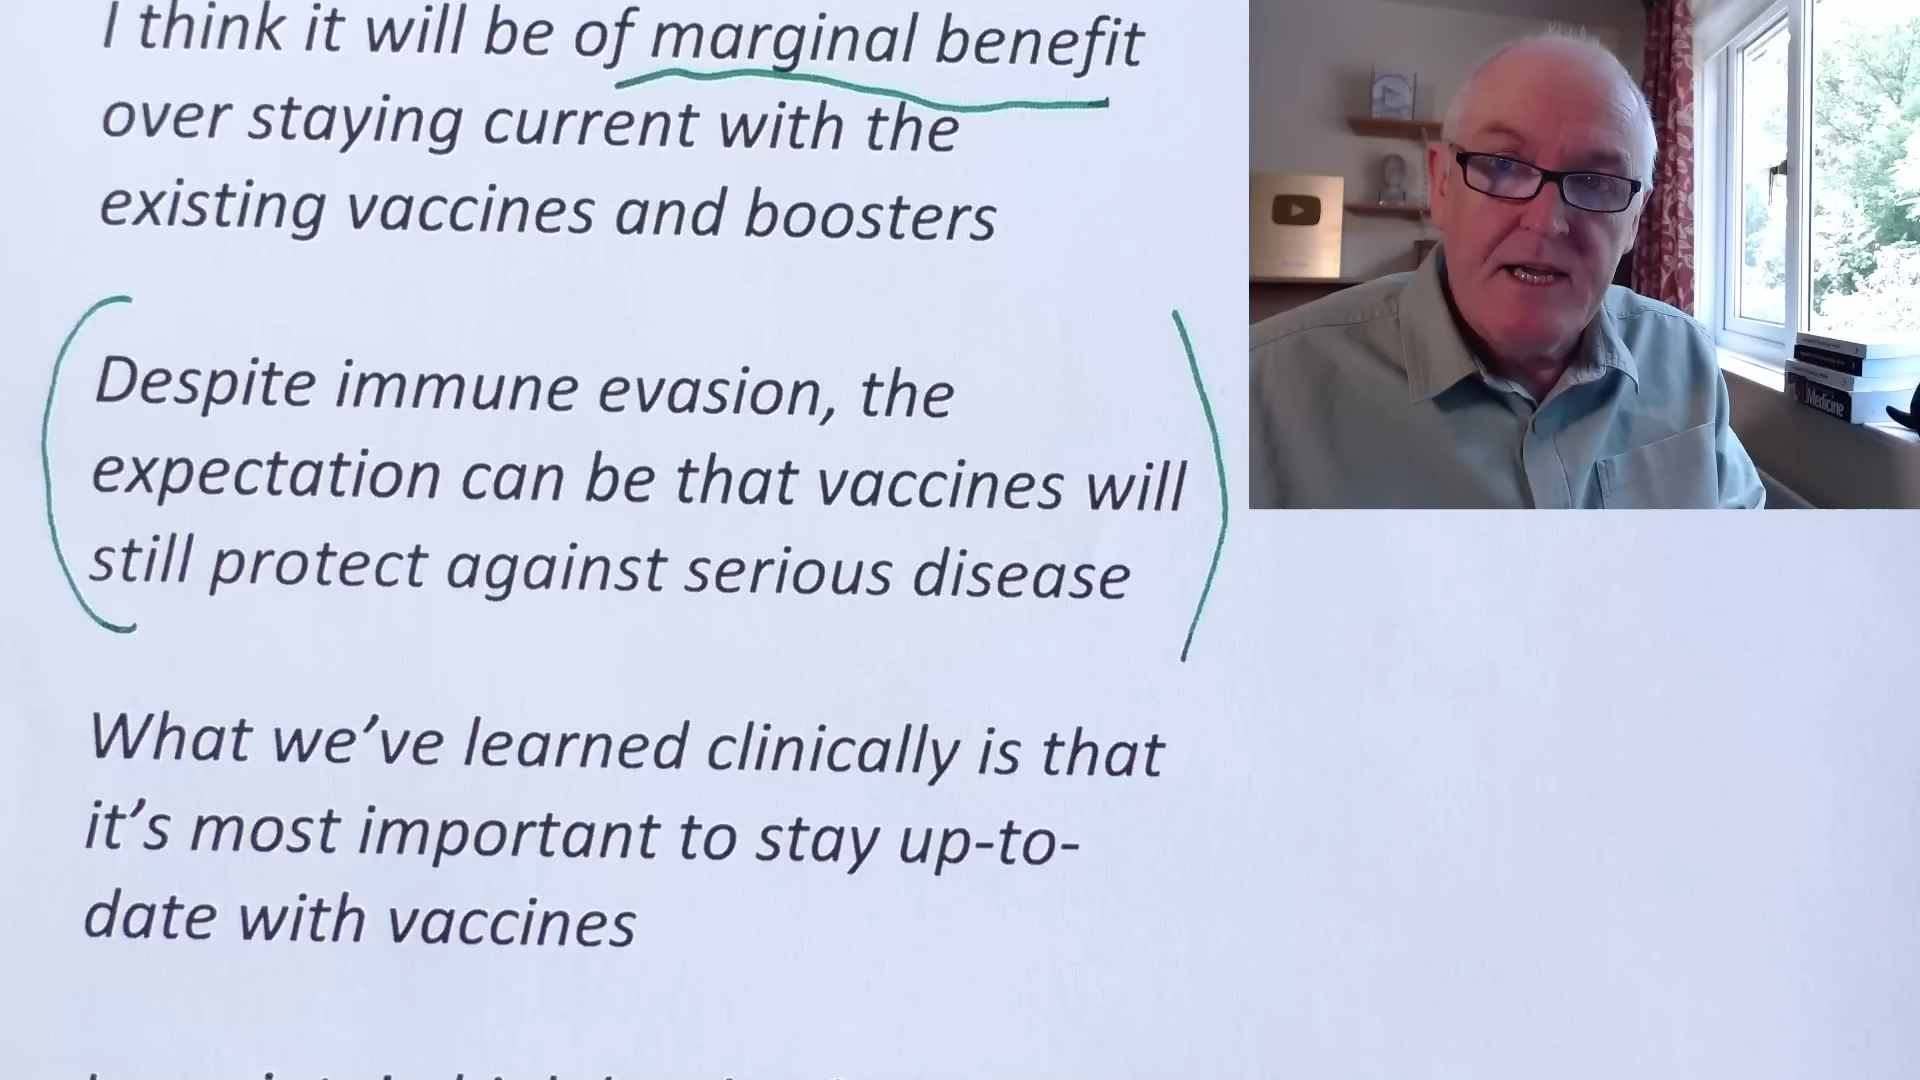 I think it will be of marginal benefit
over staying current with the
existing vaccines and boosters
Despite immune evasion, the
expectation can be that vaccines will
still protect against serious disease
What we’ve learned clinically is that
it’s most important to stay up-to-
date with vaccines
Medicine